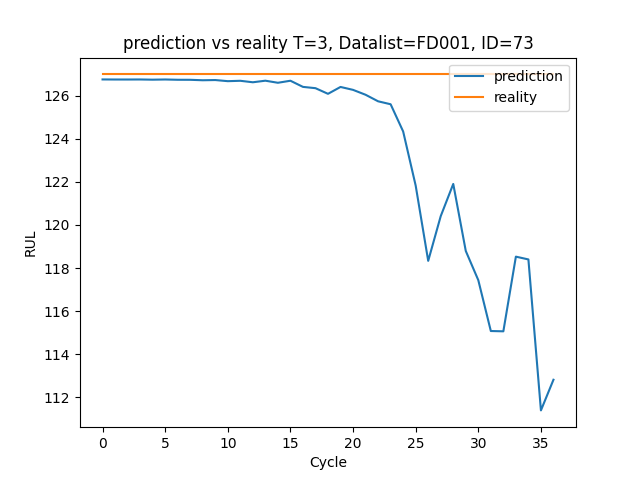 prediction vs reality T=3, Datalist=FD001, ID=73
prediction
reality
126
124
122
120
118
116
114
112
RUL
0 5 10 15 20 25 30 35
Cycle